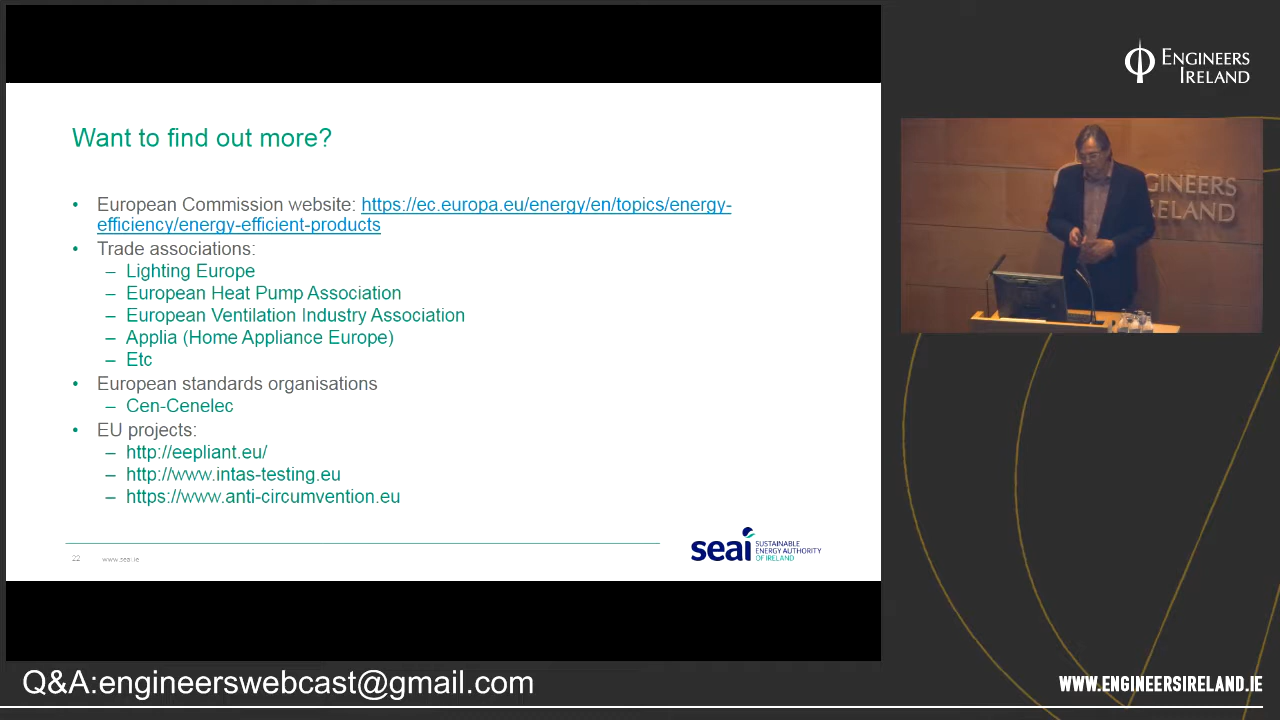 Want to find out more?
• European Commission website: https://ec.europa.eu/energy/en/topics/energy-
efficiency/energy-efficient-products
• Trade associations:
– Lighting Europe
– European Heat Pump Association
– European Ventilation Industry Association
– Applia (Home Appliance Europe)
– Etc
• European standards organisations
– Cen-Cenelec
• EU projects:
– http://eepliant.eu/
– http://www.intas-testing.eu
– https://www.anti-circumvention.eu
22 www.seai.ie
seai SUSTAINABLE
ENERGY AUTHORITY
OF IRELAND
ENGINEERS
IRELAND
GINEERS
RELAND
Q&A:engineerswebcast@gmail.com
WWW.ENGINEERSIRELAND.IE